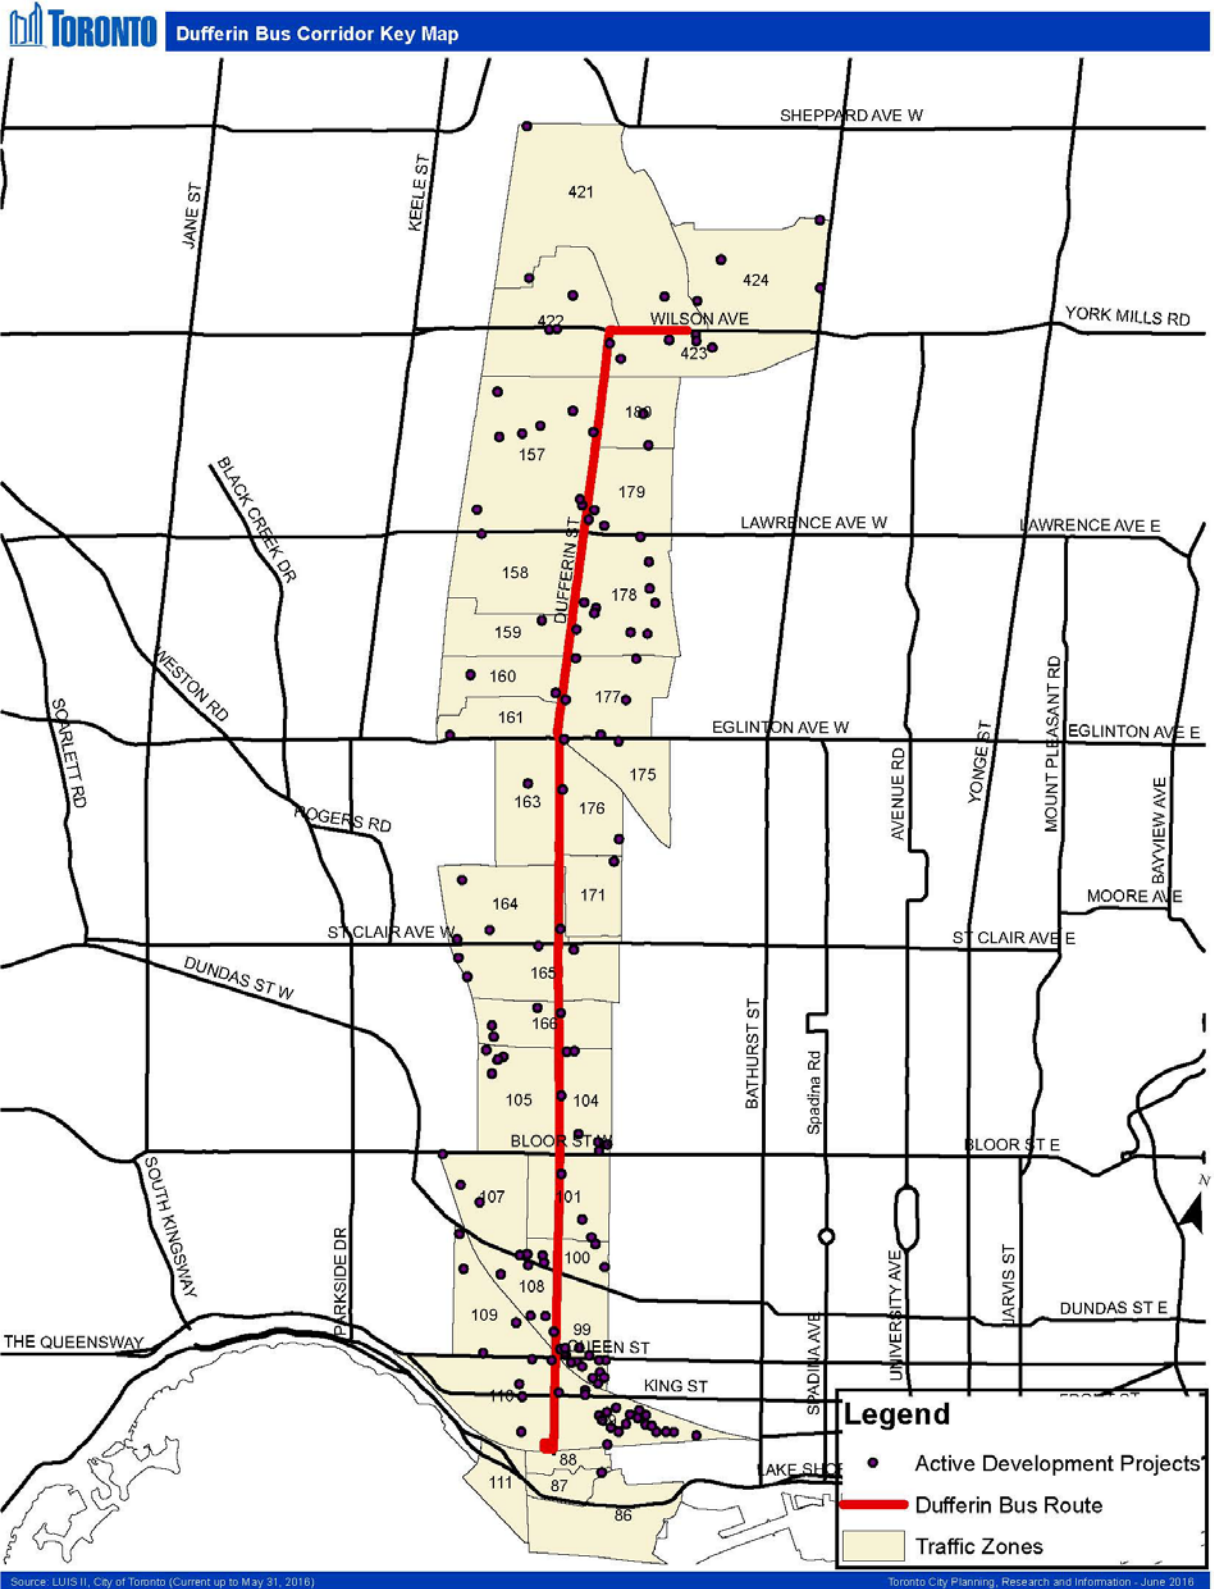 TORONTO
Dufferin Bus Corridor Key Map
SHEPPARD AVE W
JANE ST
KEELE ST
421
424
422
WILSON AVE
YORK MILLS RD
423
180
157
BLACK CREEK DR
179
LAWRENCE AVE W
LAWRENCE AVE E
DUFFERIN ST
158
178
159
WESTON RD
160
SCARLETT RD
177
161
EGLINTON AVE W
EGLINTON AVE E
MOUNT PLEASANT RD
YONGE ST
AVENUE RD
BAYVIEW AVE
175
163
176
ROGERS RD
171
MOORE AVE
164
ST CLAIR AVE W
ST CLAIR AVE E
DUNDAS ST W
165
166
BATHURST ST
Spadina Rd
105
104
BLOOR ST W
BLOOR ST E
SOUTH KINGSWAY
107
101
N
PARKSIDE DR
100
108
UNIVERSITY AVE
JARVIS ST
109
99
DUNDAS ST E
THE QUEENSWAY
QUEEN ST
SPADINA AVE
110
KING ST
FRONT ST
Legend
Active Development Projects
Dufferin Bus Route
Traffic Zones
88
LAKE SHO
111
87
86
Source: LUIS II, City of Toronto (Current up to May 31, 2016)
Toronto City Planning, Research and Information - June 2016